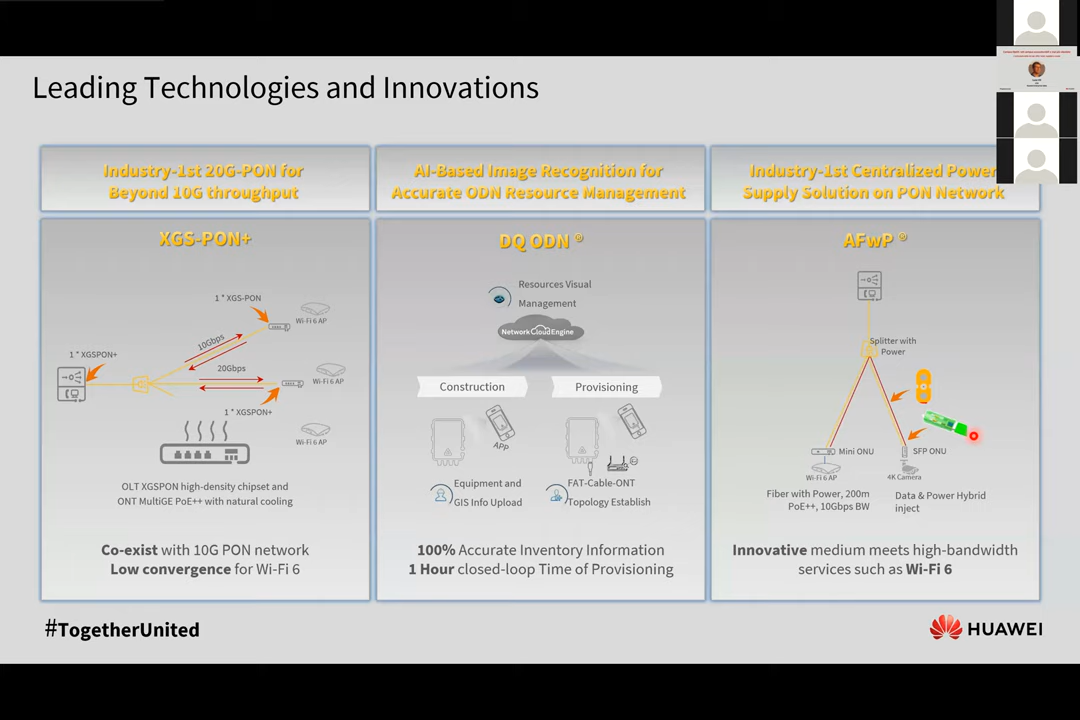 Leading Technologies and Innovations
Industry-1st 20G-PON for
Beyond 10G throughput
XGS-PON+
1 * XGS-PON
Wi-Fi 6 AP
10Gbps
1 * XGSPON+
20Gbps
Wi-Fi 6 AP
1 * XGSPON+
Wi-Fi 6 AP
OLT XGSPON high-density chipset and
ONT MultiGE PoE++ with natural cooling
Co-exist with 10G PON network
Low convergence for Wi-Fi 6
AI-Based Image Recognition for
Accurate ODN Resource Management
DQ ODN ®
Resources Visual
Management
NetworkCloudEngine
Construction
Provisioning
APP
Equipment and
GIS Info Upload
FAT-Cable-ONT
Topology Establish
100% Accurate Inventory Information
1 Hour closed-loop Time of Provisioning
Industry-1st Centralized Power
Supply Solution on PON Network
AFwP ®
Splitter with
Power
Mini ONU
SFP ONU
Wi-Fi 6 AP
4K Camera
Fiber with Power, 200m
PoE++, 10Gbps BW
Data & Power Hybrid
inject
Innovative medium meets high-bandwidth
services such as Wi-Fi 6
#TogetherUnited
HUAWEI